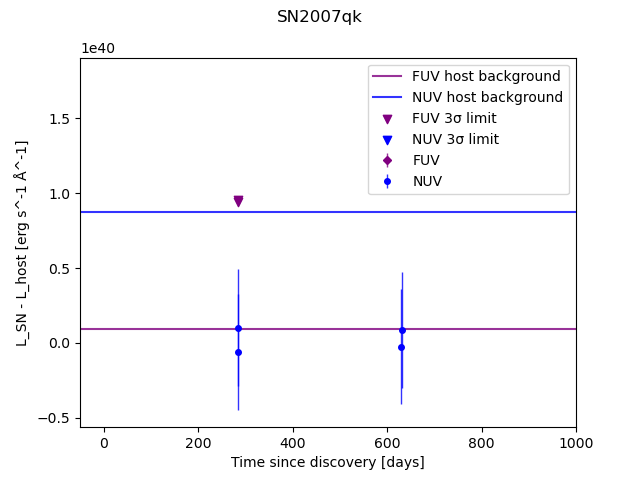 SN2007qk
1e40
FUV host background
NUV host background
FUV 3σ limit
NUV 3σ limit
FUV
NUV
1.5
1.0
0.5
0.0
−0.5
L_SN - L_host [erg s^-1 Å^-1]
0 200 400 600 800 1000
Time since discovery [days]